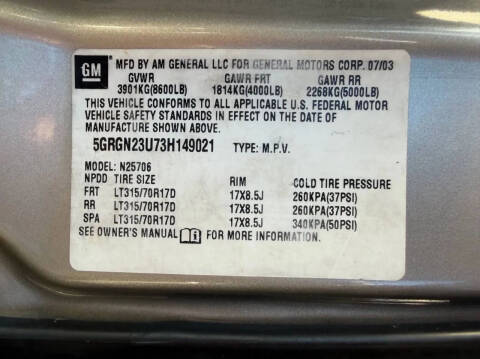 GM
MFD BY AM GENERAL LLC FOR GENERAL MOTORS CORP. 07/03
GVWR GAWR FRT GAWR RR
3901KG(8600LB) 1814KG(4000LB) 2268KG(5000LB)
THIS VEHICLE CONFORMS TO ALL APPLICABLE U.S. FEDERAL MOTOR
VEHICLE SAFETY STANDARDS IN EFFECT ON THE DATE OF
MANUFACTURE SHOWN ABOVE.
5GRGN23U73H149021 TYPE: M.P.V.
MODEL: N25706
NPDD TIRE SIZE RIM COLD TIRE PRESSURE
FRT LT315/70R17D 17X8.5J 260KPA(37PSI)
RR LT315/70R17D 17X8.5J 260KPA(37PSI)
SPA LT315/70R17D 17X8.5J 340KPA(50PSI)
SEE OWNER'S MANUAL FOR MORE INFORMATION.